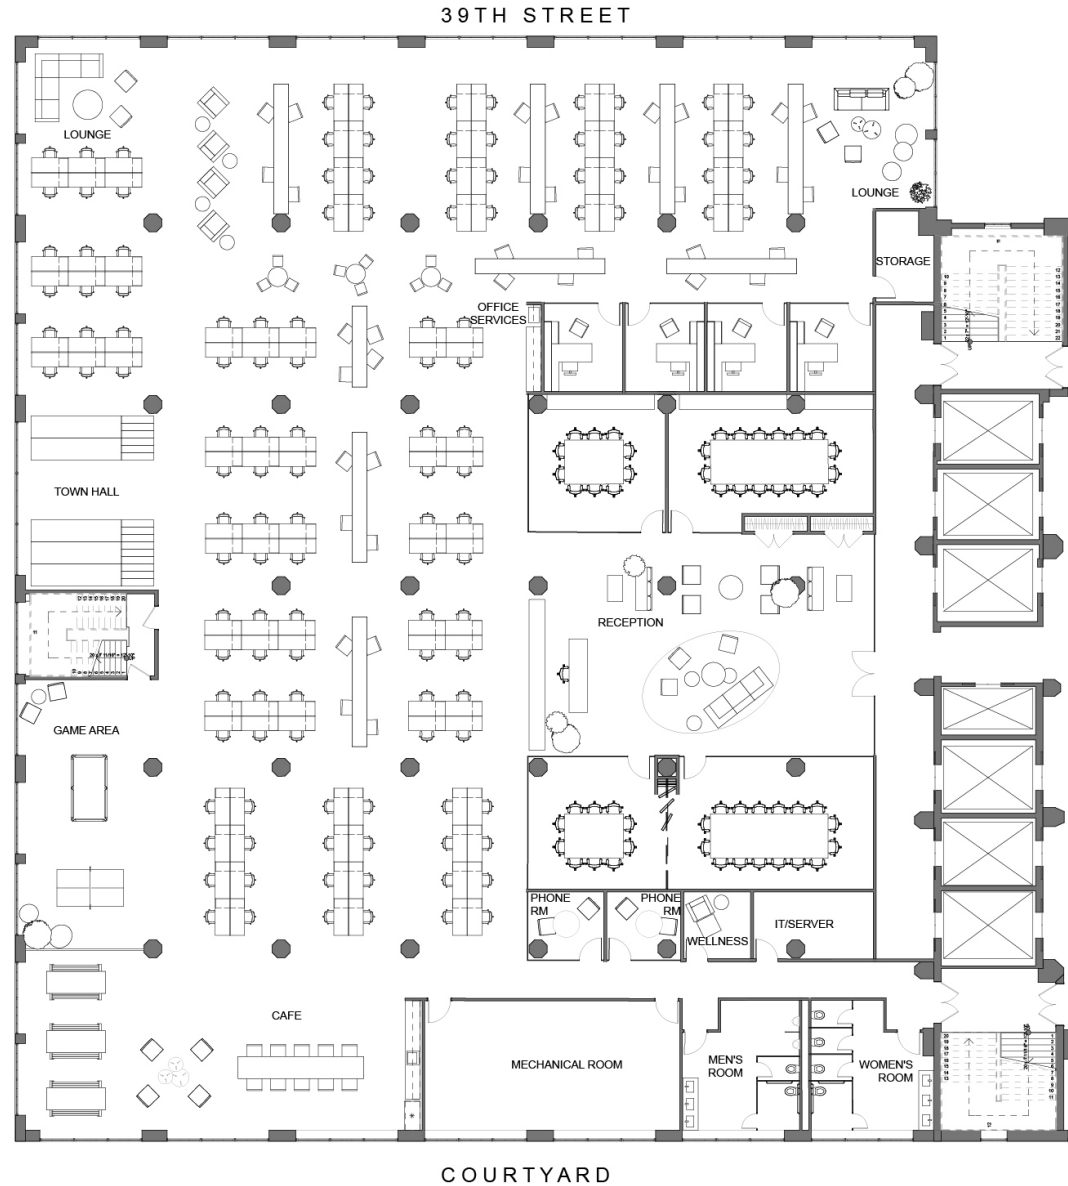 39TH STREET
LOUNGE
LOUNGE
STORAGE
OFFICE
SERVICES
TOWN HALL
RECEPTION
GAME AREA
PHONE
RM
PHONE
RM
WELLNESS
IT/SERVER
CAFE
MECHANICAL ROOM
MEN'S
ROOM
WOMEN'S
ROOM
COURTYARD